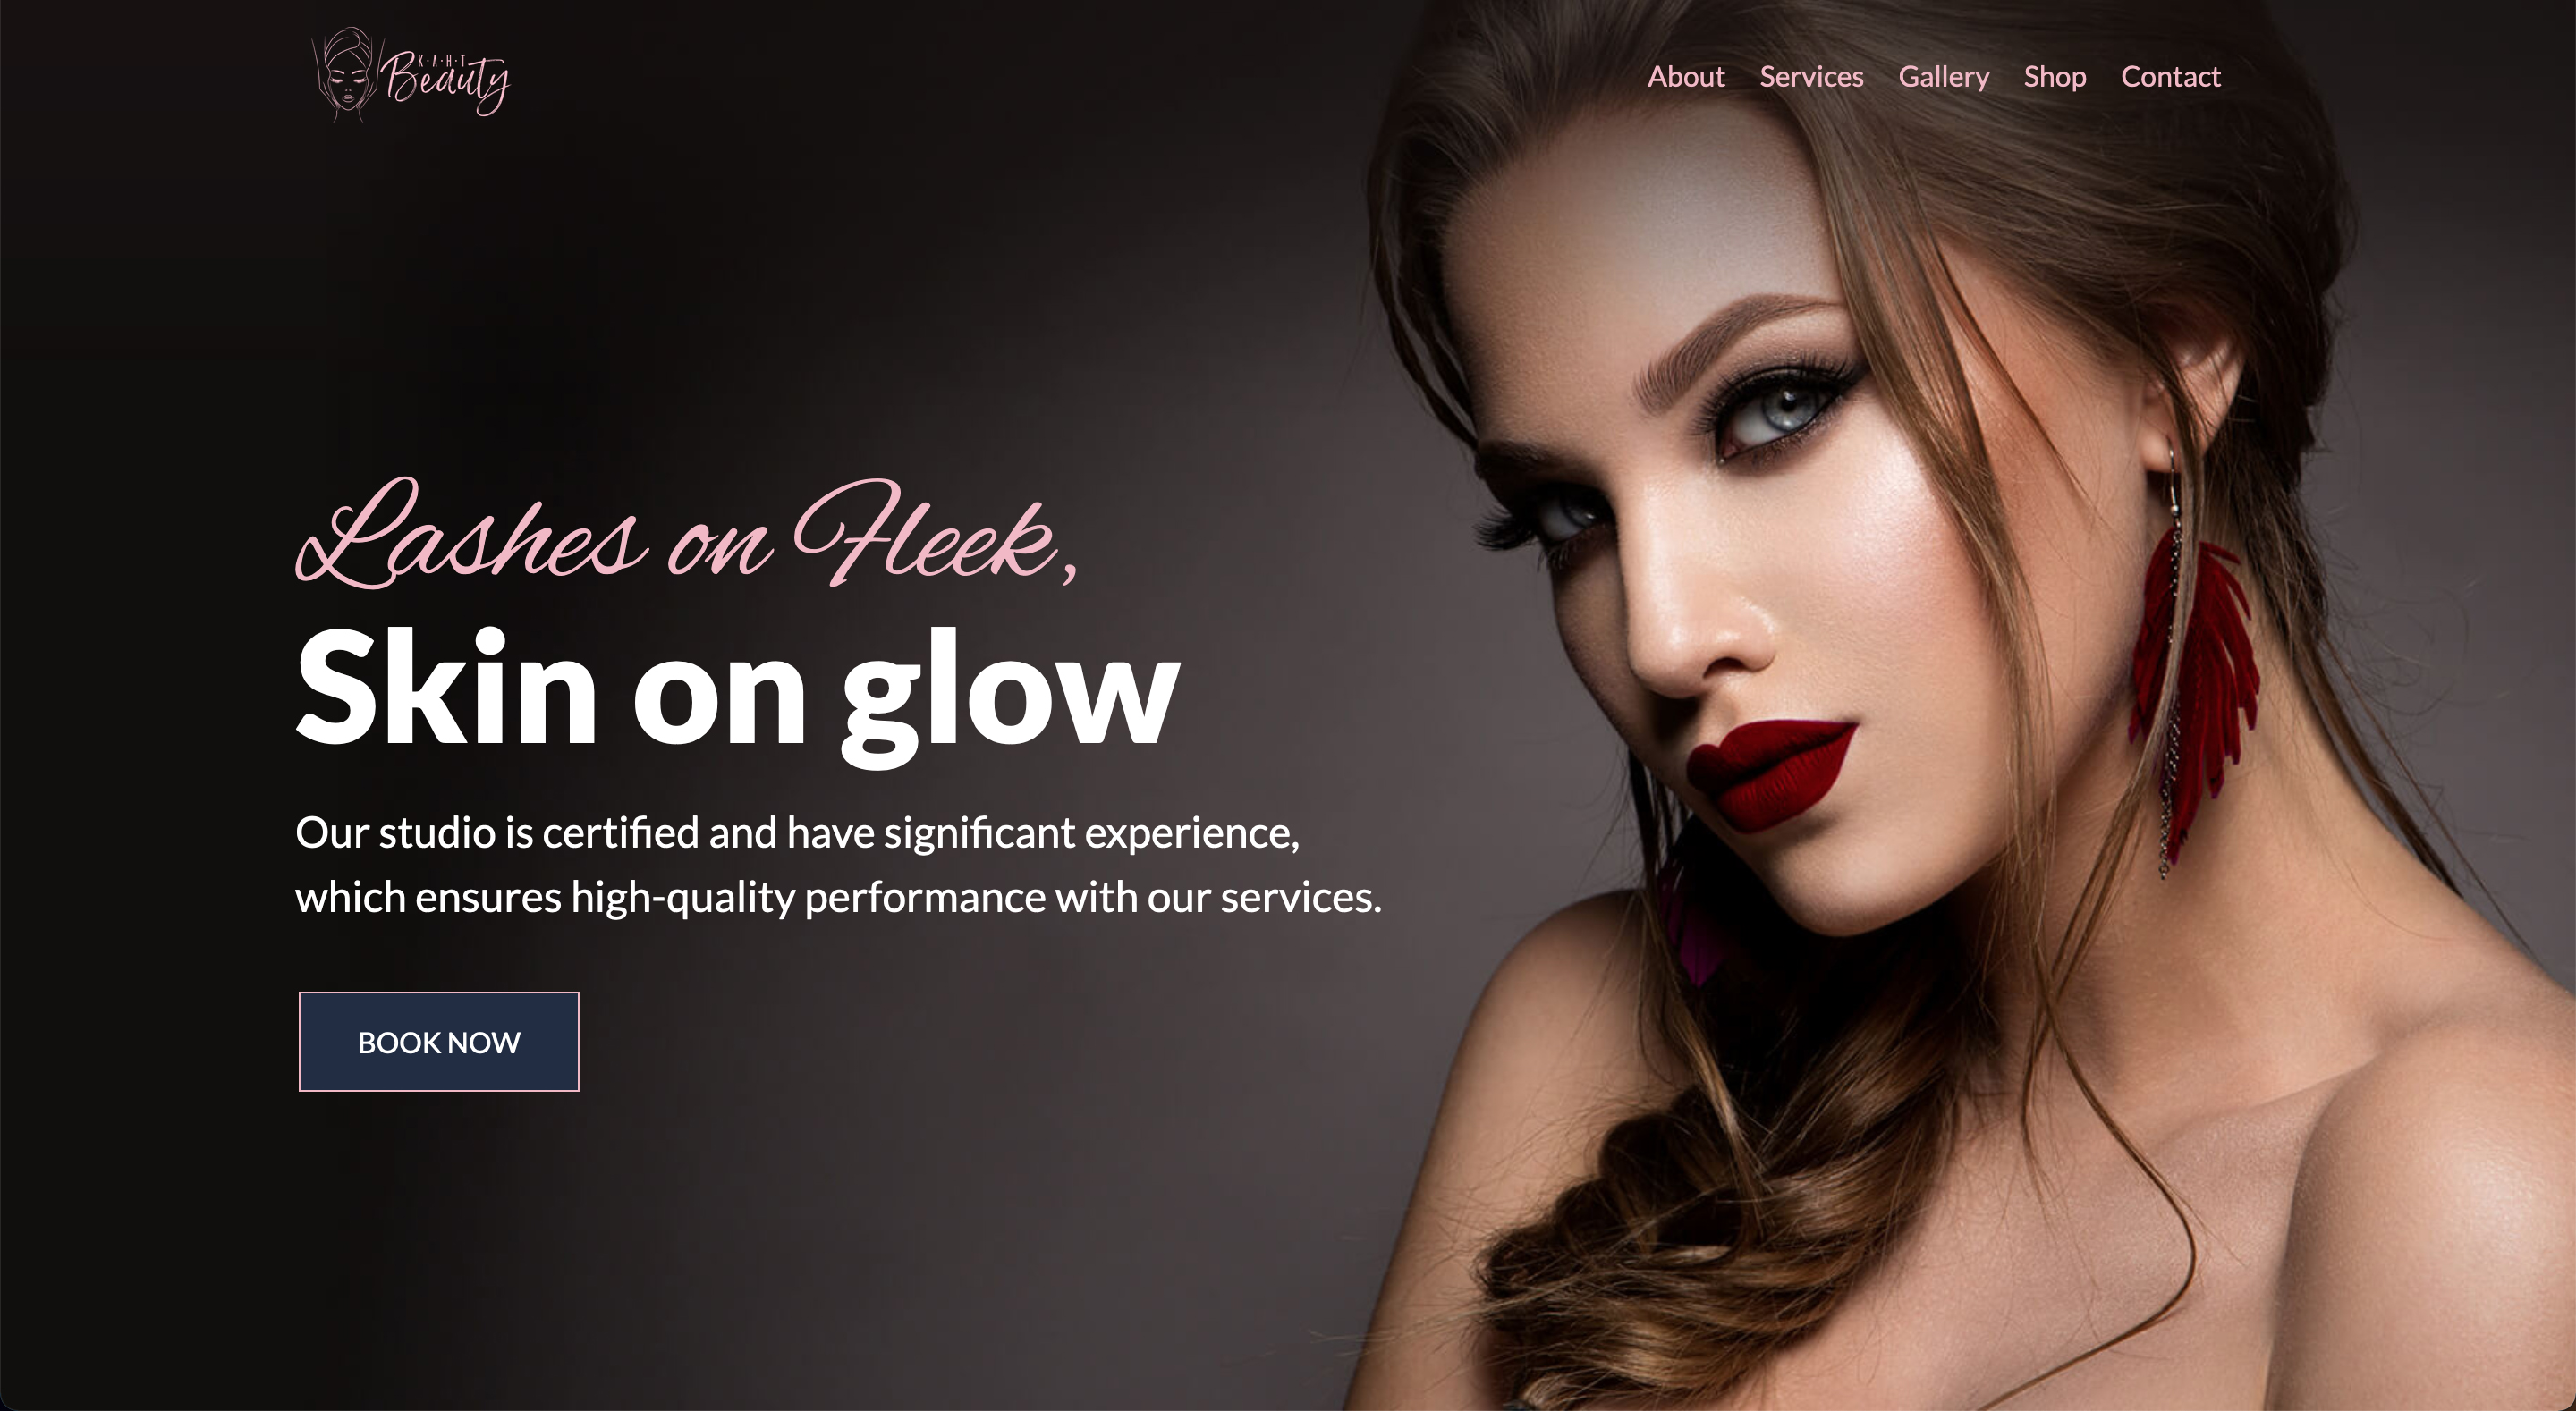 K·A·H·T
Beauty
About Services Gallery Shop Contact
Lashes on Fleek,
Skin on glow
Our studio is certified and have significant experience,
which ensures high-quality performance with our services.
BOOK NOW